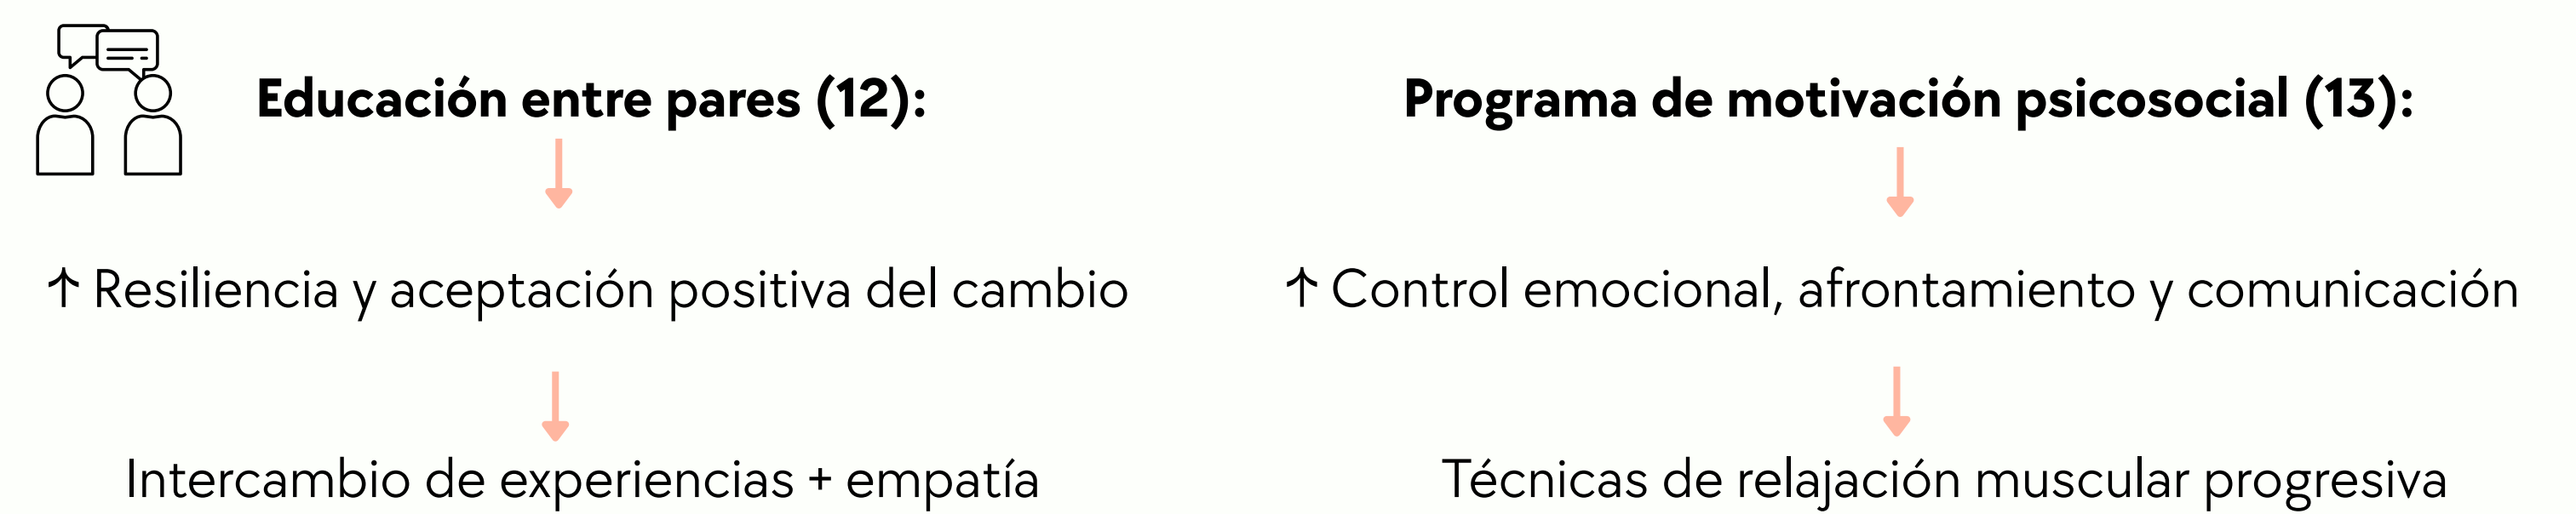 Educación entre pares (12):
↑ Resiliencia y aceptación positiva del cambio
Intercambio de experiencias + empatía
Programa de motivación psicosocial (13):
↑ Control emocional, afrontamiento y comunicación
Técnicas de relajación muscular progresiva